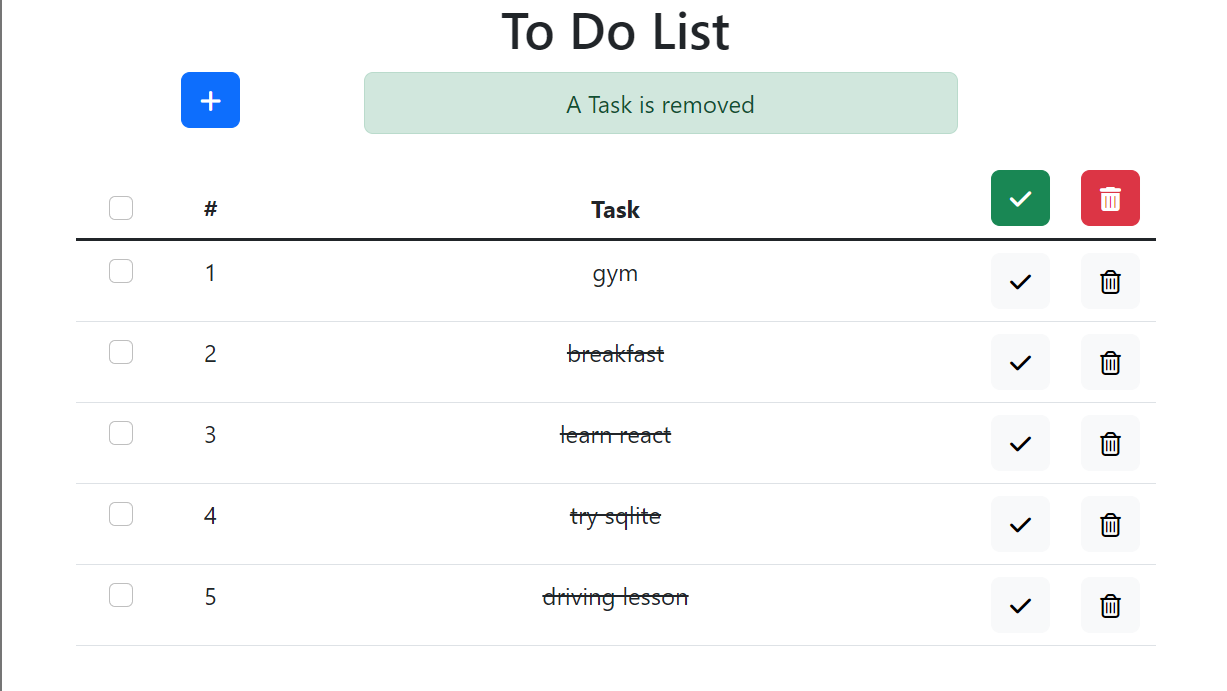 To Do List
A Task is removed
# Task
1 gym
2 breakfast
3 learn react
4 try sqlite
5 driving lesson